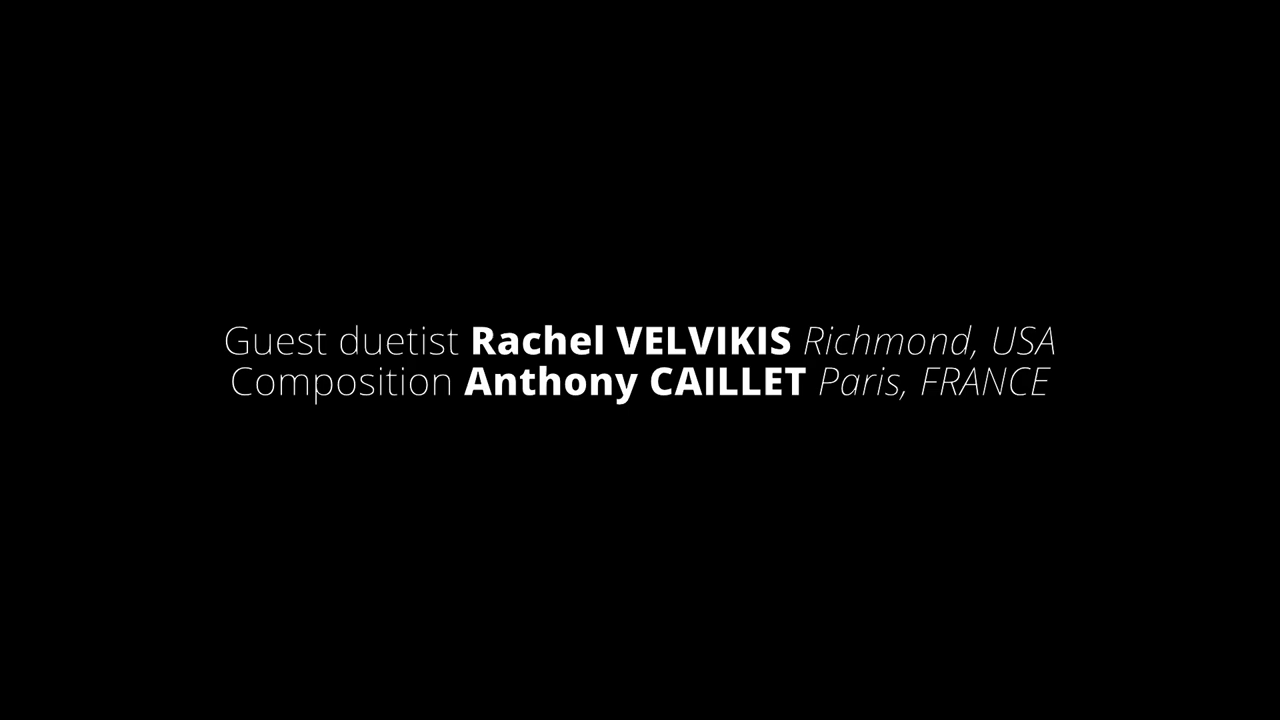 Guest duetist Rachel VELVIKIS Richmond, USA
Composition Anthony CAILLET Paris, FRANCE